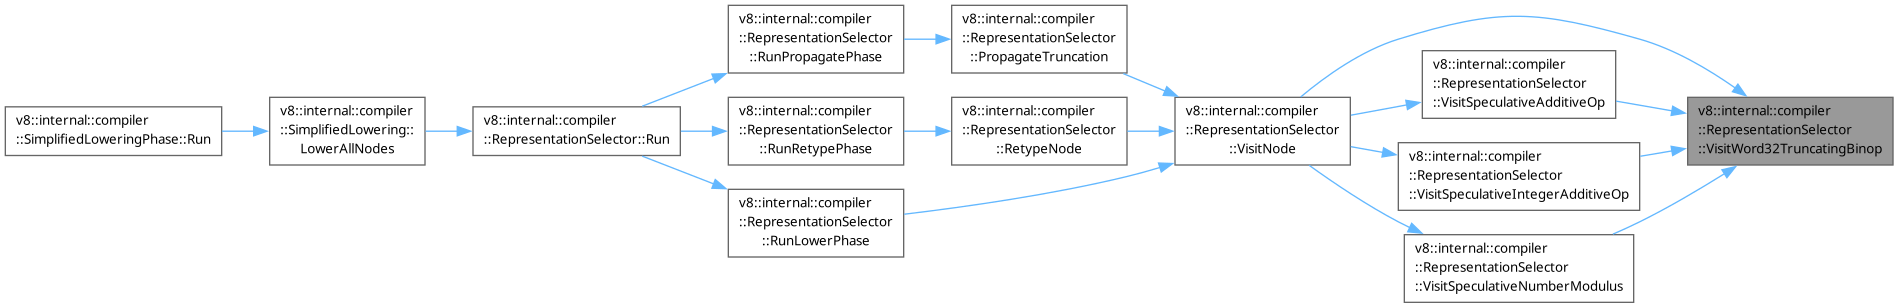 v8::internal::compiler
::SimplifiedLoweringPhase::Run
v8::internal::compiler
::SimplifiedLowering::
LowerAllNodes
v8::internal::compiler
::RepresentationSelector::Run
v8::internal::compiler
::RepresentationSelector
::RunPropagatePhase
v8::internal::compiler
::RepresentationSelector
::RunRetypePhase
v8::internal::compiler
::RepresentationSelector
::RunLowerPhase
v8::internal::compiler
::RepresentationSelector
::PropagateTruncation
v8::internal::compiler
::RepresentationSelector
::RetypeNode
v8::internal::compiler
::RepresentationSelector
::VisitNode
v8::internal::compiler
::RepresentationSelector
::VisitSpeculativeAdditiveOp
v8::internal::compiler
::RepresentationSelector
::VisitSpeculativeIntegerAdditiveOp
v8::internal::compiler
::RepresentationSelector
::VisitSpeculativeNumberModulus
v8::internal::compiler
::RepresentationSelector
::VisitWord32TruncatingBinop